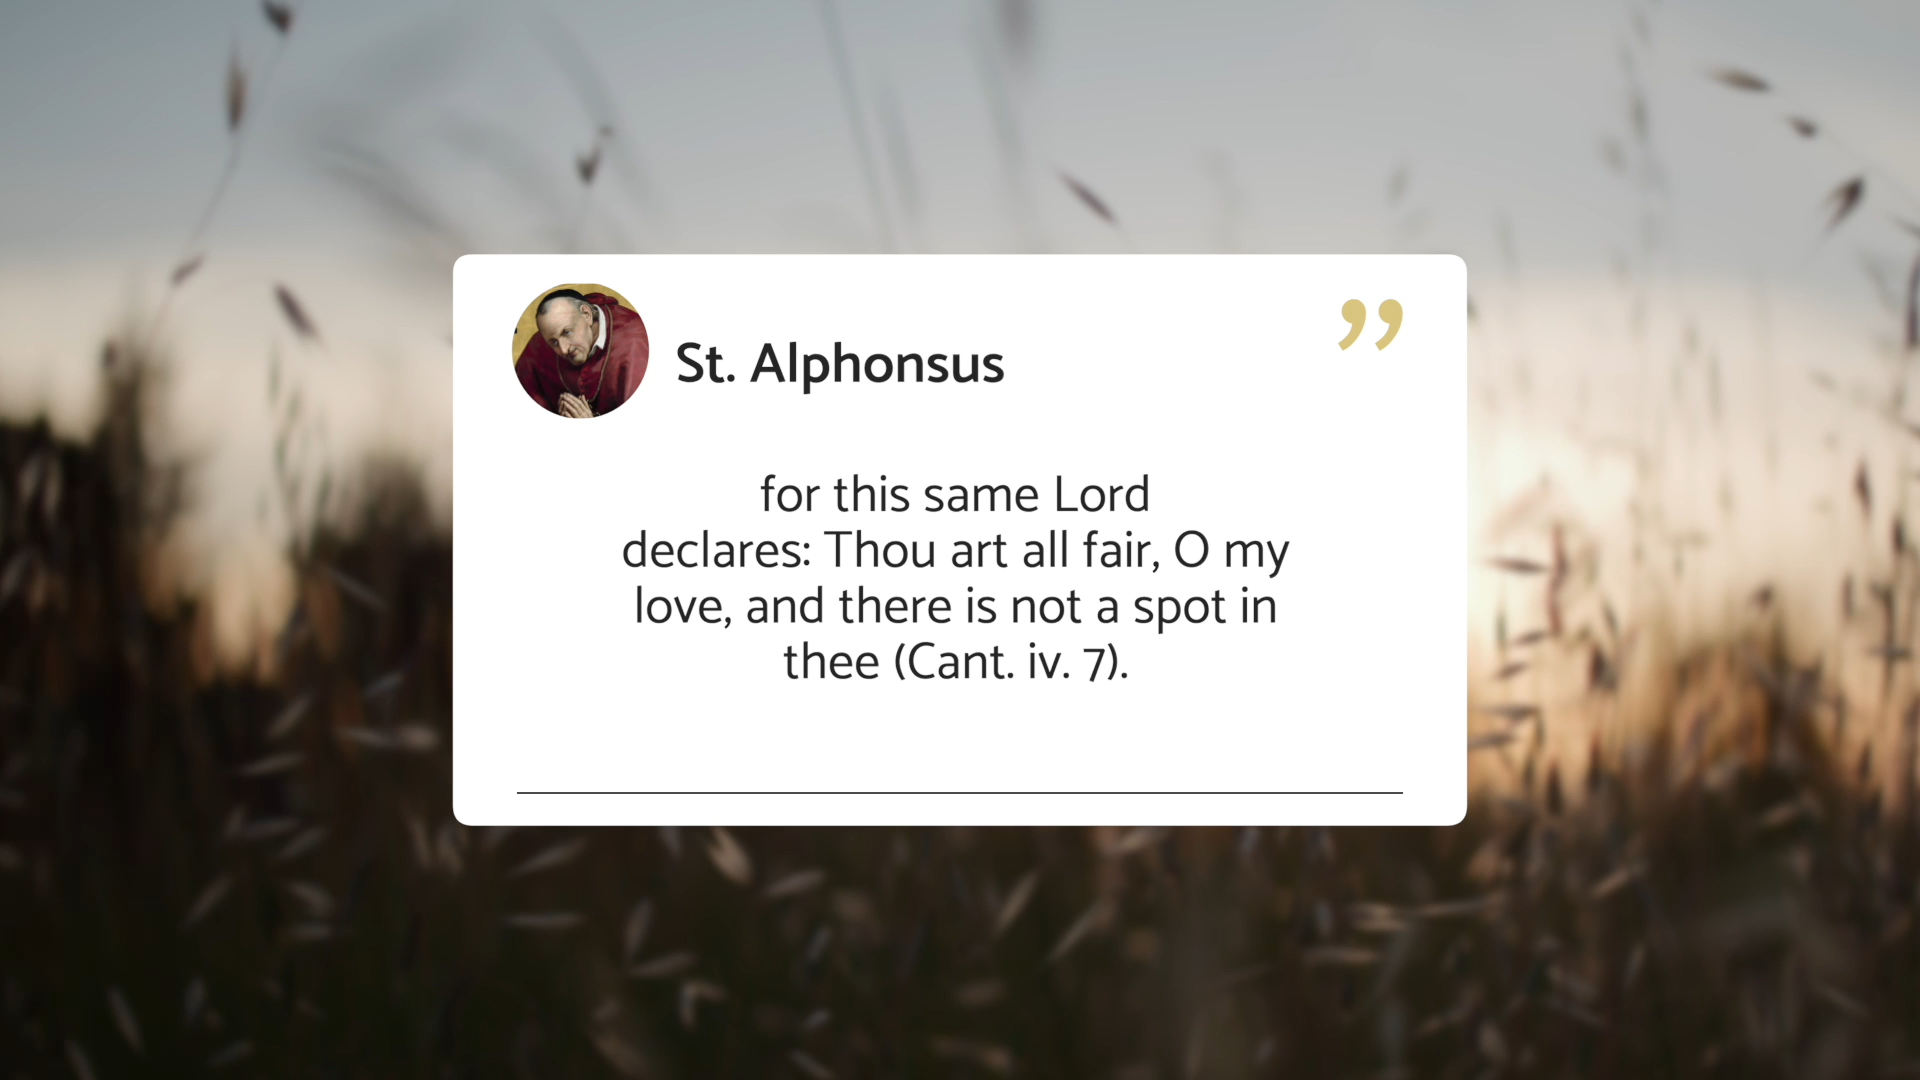 ”
St. Alphonsus
for this same Lord
declares: Thou art all fair, O my
love, and there is not a spot in
thee (Cant. iv. 7).